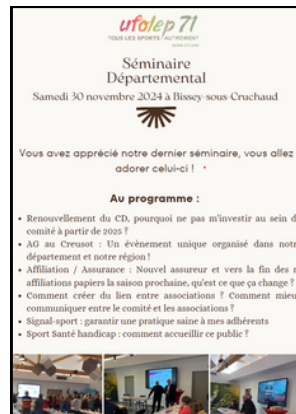 ufolep 71
TOUS LES SPORTS AUTREMENT
SAÔNE-ET-LOIRE
Séminaire
Départemental
Samedi 30 novembre 2024 à Bissey-sous-Cruchaud
Vous avez apprécié notre dernier séminaire, vous allez
adorer celui-ci !
Au programme :
• Renouvellement du CD, pourquoi ne pas m'investir au sein d
comité à partir de 2025 ?
• AG au Creusot : Un évènement unique organisé dans notr
département et notre région !
• Affiliation / Assurance : Nouvel assureur et vers la fin des r
affiliations papiers la saison prochaine, qu'est ce que ça change ?
• Comment créer du lien entre associations ? Comment mieu
communiquer entre le comité et les associations ?
• Signal-sport : garantir une pratique saine à mes adhérents
• Sport Santé handicap : comment accueillir ce public ?